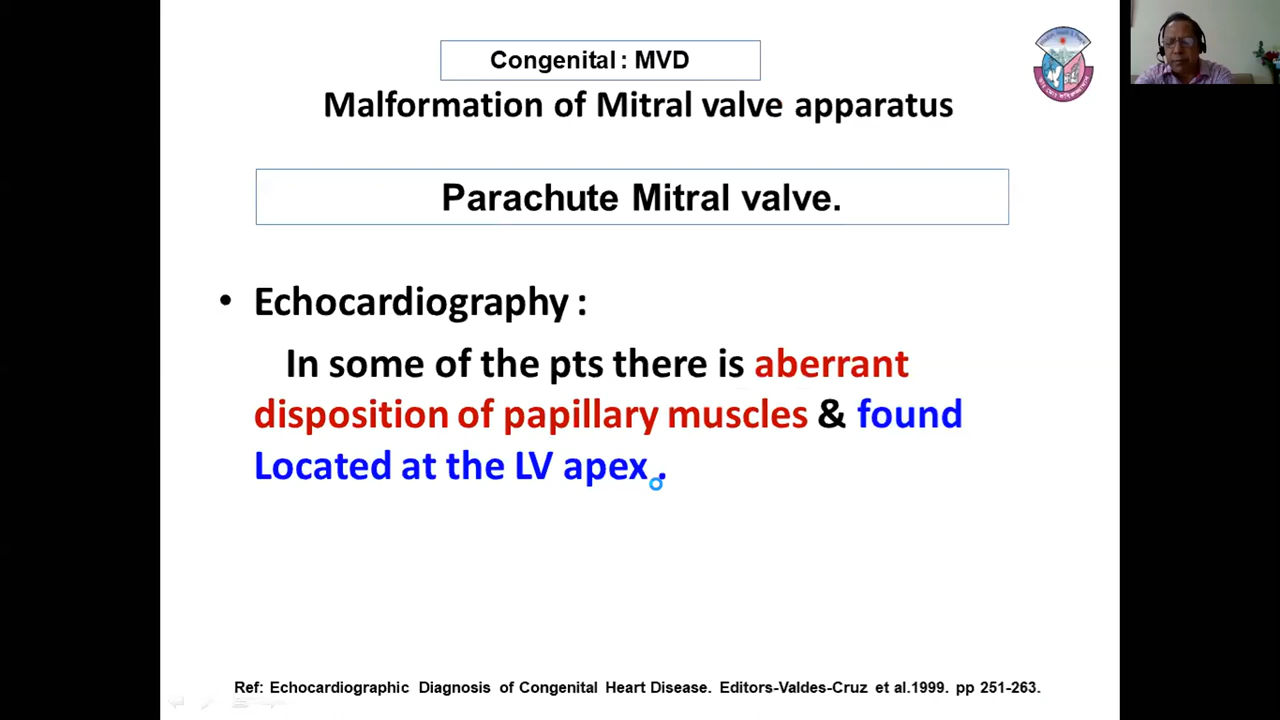 Congenital : MVD
Malformation of Mitral valve apparatus
Parachute Mitral valve.
• Echocardiography :
In some of the pts there is aberrant
disposition of papillary muscles & found
Located at the LV apex .
Ref: Echocardiographic Diagnosis of Congenital Heart Disease. Editors-Valdes-Cruz et al.1999. pp 251-263.